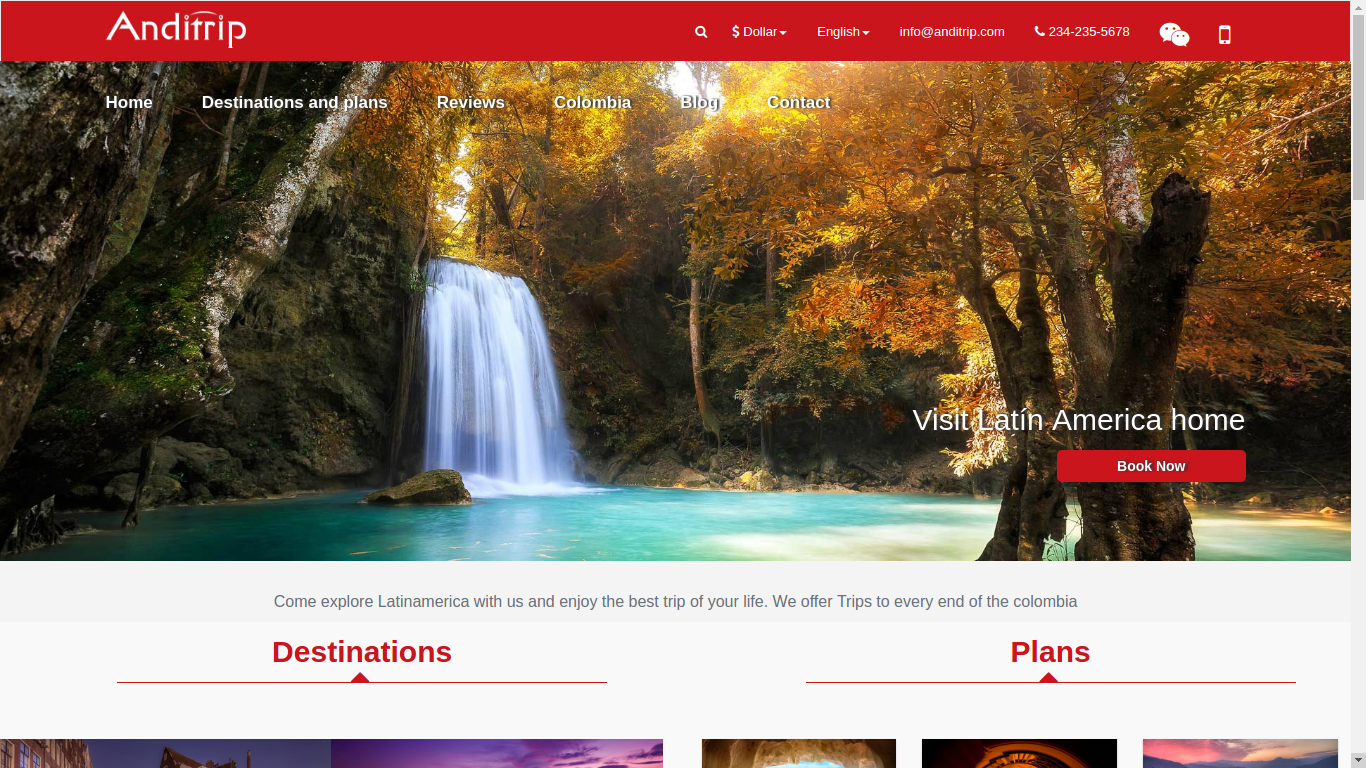 Anditrip
$ Dollar English info@anditrip.com 234-235-5678
Home Destinations and plans Reviews Colombia Blog Contact
Visit Latín America home
Book Now
Come explore Latinamerica with us and enjoy the best trip of your life. We offer Trips to every end of the colombia
Destinations Plans